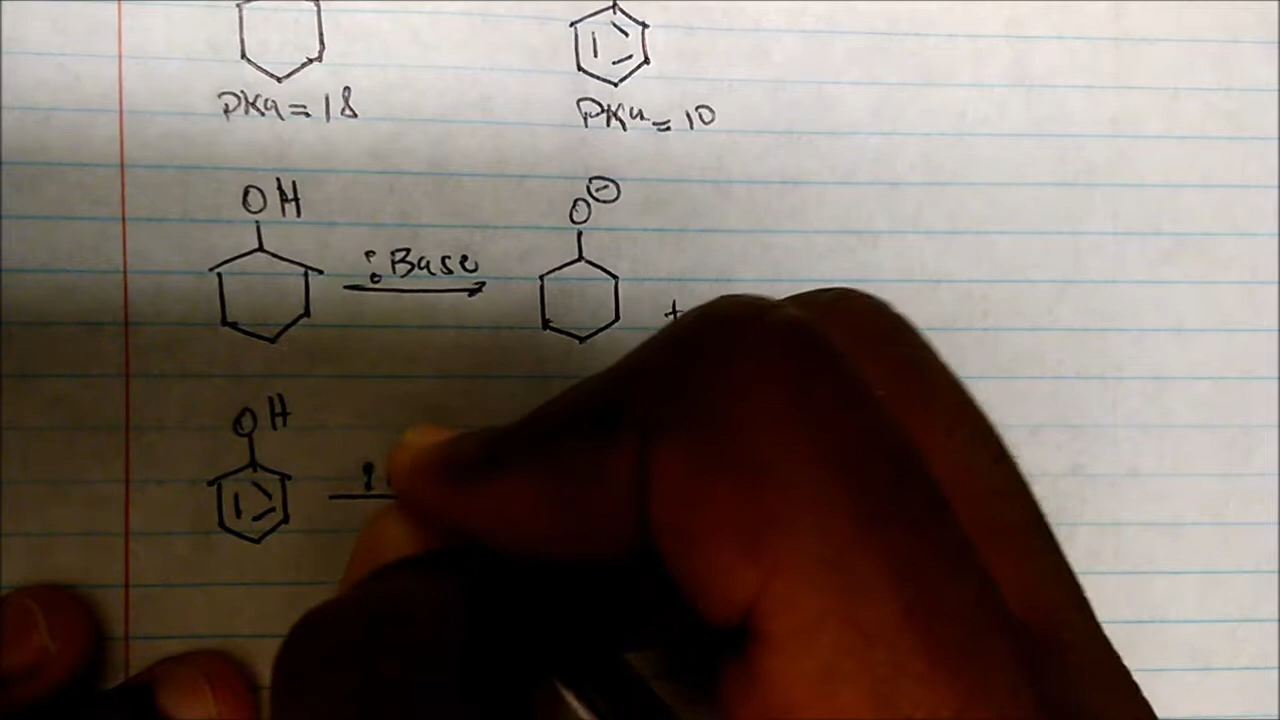 PKa = 18
PKa = 10
OH
:Base
O⊖
+
OH